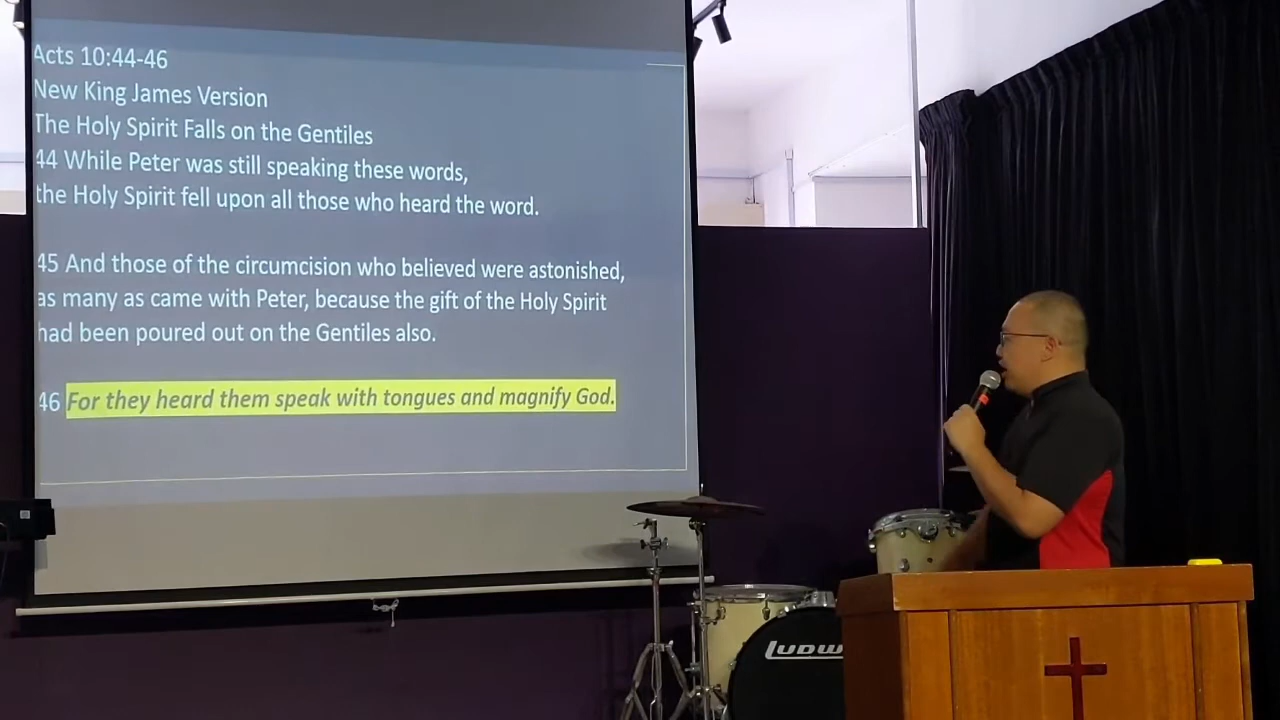 Acts 10:44-46
New King James Version
The Holy Spirit Falls on the Gentiles
44 While Peter was still speaking these words,
the Holy Spirit fell upon all those who heard the word.
45 And those of the circumcision who believed were astonished,
as many as came with Peter, because the gift of the Holy Spirit
had been poured out on the Gentiles also.
46 For they heard them speak with tongues and magnify God.
LUDW